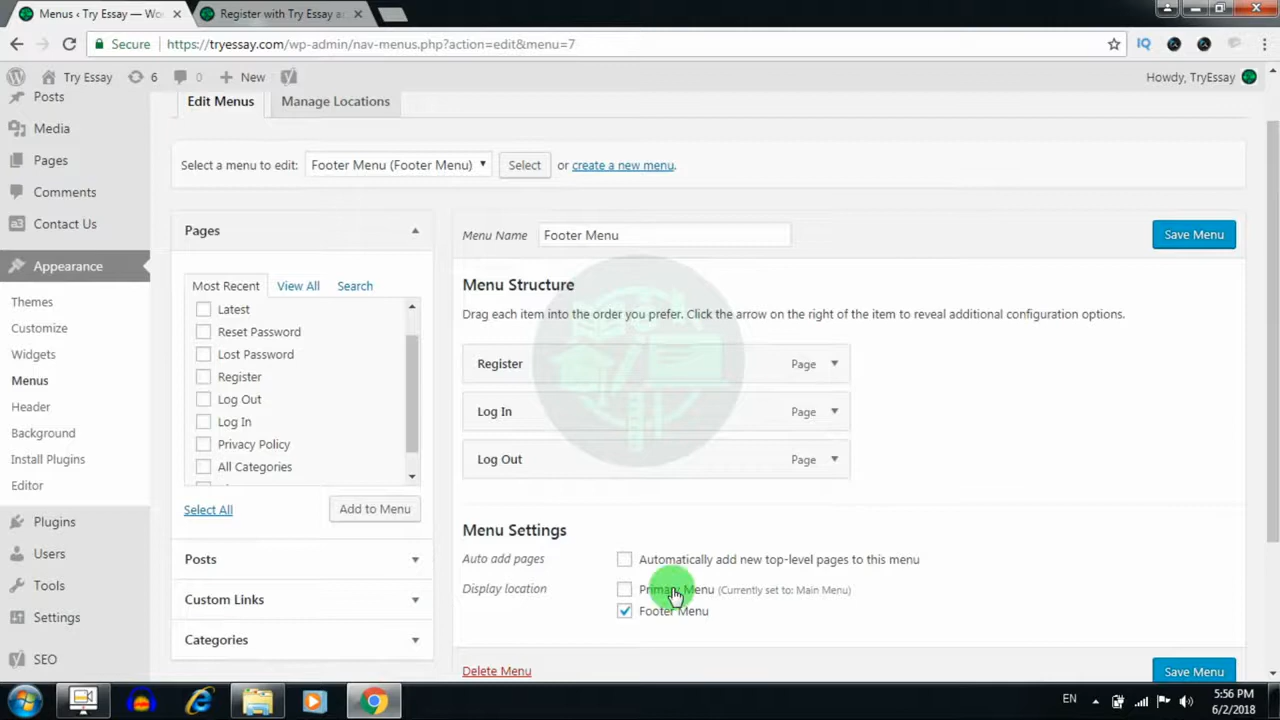 Menus ‹ Try Essay — Wo
Register with Try Essay a
Secure
https://tryessay.com/wp-admin/nav-menus.php?action=edit&menu=7
Try Essay
6
0
New
Howdy, TryEssay
Posts
Media
Pages
Comments
Contact Us
Appearance
Themes
Customize
Widgets
Menus
Header
Background
Install Plugins
Editor
Plugins
Users
Tools
Settings
SEO
Edit Menus
Manage Locations
Select a menu to edit:
Footer Menu (Footer Menu)
Select
or create a new menu.
Pages
Most Recent
View All
Search
Latest
Reset Password
Lost Password
Register
Log Out
Log In
Privacy Policy
All Categories
Select All
Add to Menu
Posts
Custom Links
Categories
Menu Name
Footer Menu
Save Menu
Menu Structure
Drag each item into the order you prefer. Click the arrow on the right of the item to reveal additional configuration options.
Register Page
Log In Page
Log Out Page
Menu Settings
Auto add pages
Automatically add new top-level pages to this menu
Display location
Primary Menu (Currently set to: Main Menu)
Footer Menu
Delete Menu
Save Menu
EN
5:56 PM
6/2/2018